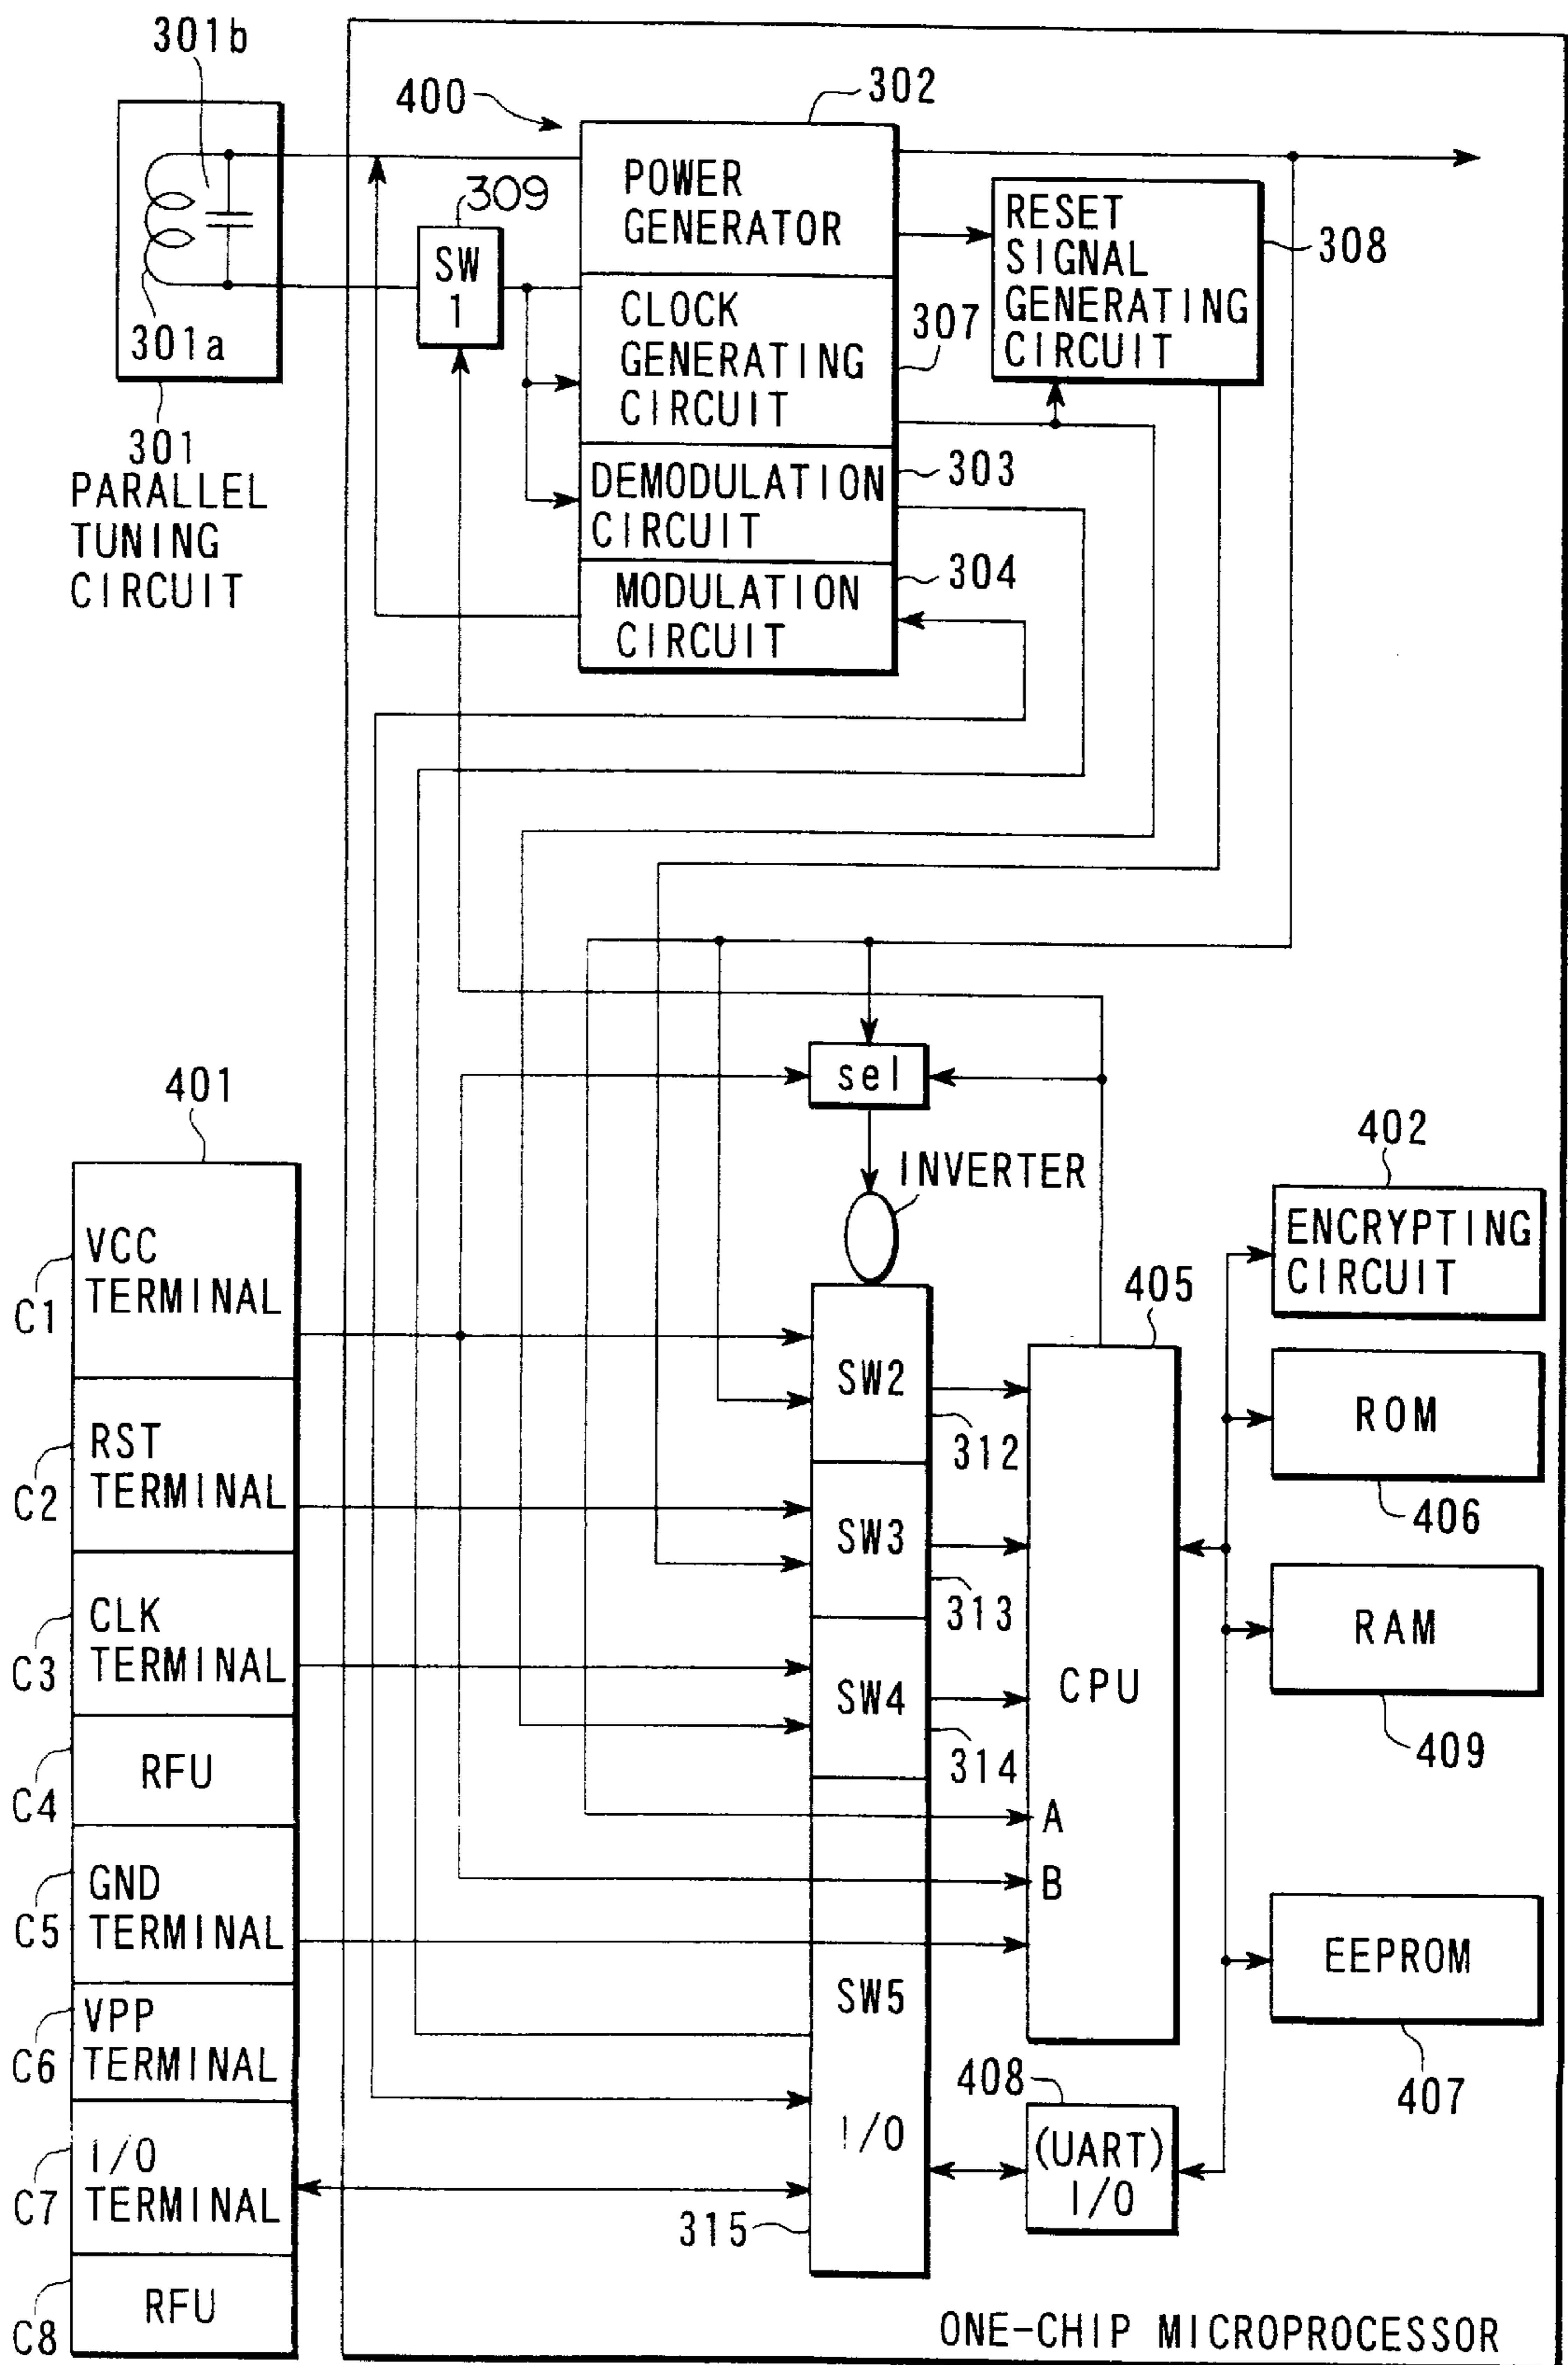 301b
400
302
309
POWER
GENERATOR
SW
1
RESET
SIGNAL
GENERATING
CIRCUIT
308
301a
CLOCK
GENERATING
CIRCUIT
307
301
PARALLEL
TUNING
CIRCUIT
DEMODULATION
CIRCUIT
303
MODULATION
CIRCUIT
304
sel
INVERTER
401
VCC
TERMINAL
C1
RST
TERMINAL
C2
CLK
TERMINAL
C3
RFU
C4
GND
TERMINAL
C5
VPP
TERMINAL
C6
I/O
TERMINAL
C7
RFU
C8
SW2
312
SW3
313
SW4
314
SW5
I/O
315
405
CPU
A
B
402
ENCRYPTING
CIRCUIT
ROM
406
RAM
409
EEPROM
407
408
(UART)
I/O
ONE-CHIP MICROPROCESSOR